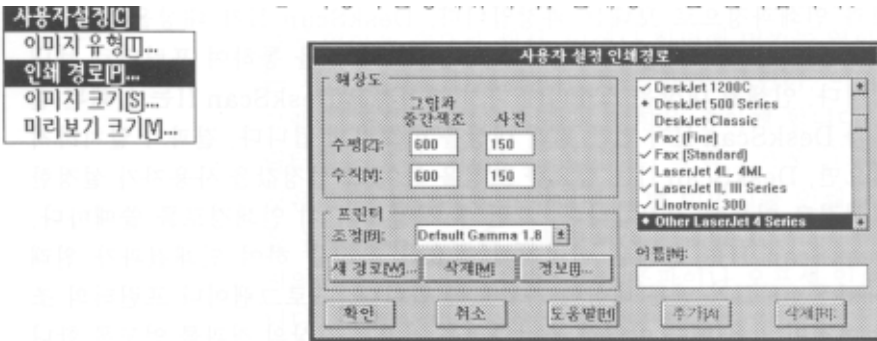 사용자설정[C]
이미지 유형[T]...
인쇄 경로[P]...
이미지 크기[S]...
미리보기 크기[V]...
사용자 설정 인쇄경로
해상도
그림과
중간색조 사진
수평[Z]: 600 150
수직[V]: 600 150
프린터
조정[B]: Default Gamma 1.8
새 경로[W]... 삭제[M] 정보[I]...
DeskJet 1200C
DeskJet 500 Series
DeskJet Classic
Fax (Fine)
Fax (Standard)
LaserJet 4L, 4ML
LaserJet II, III Series
Linotronic 300
Other LaserJet 4 Series
이름[N]:
확인 취소 도움말[H] 추가[A] 삭제[R]: